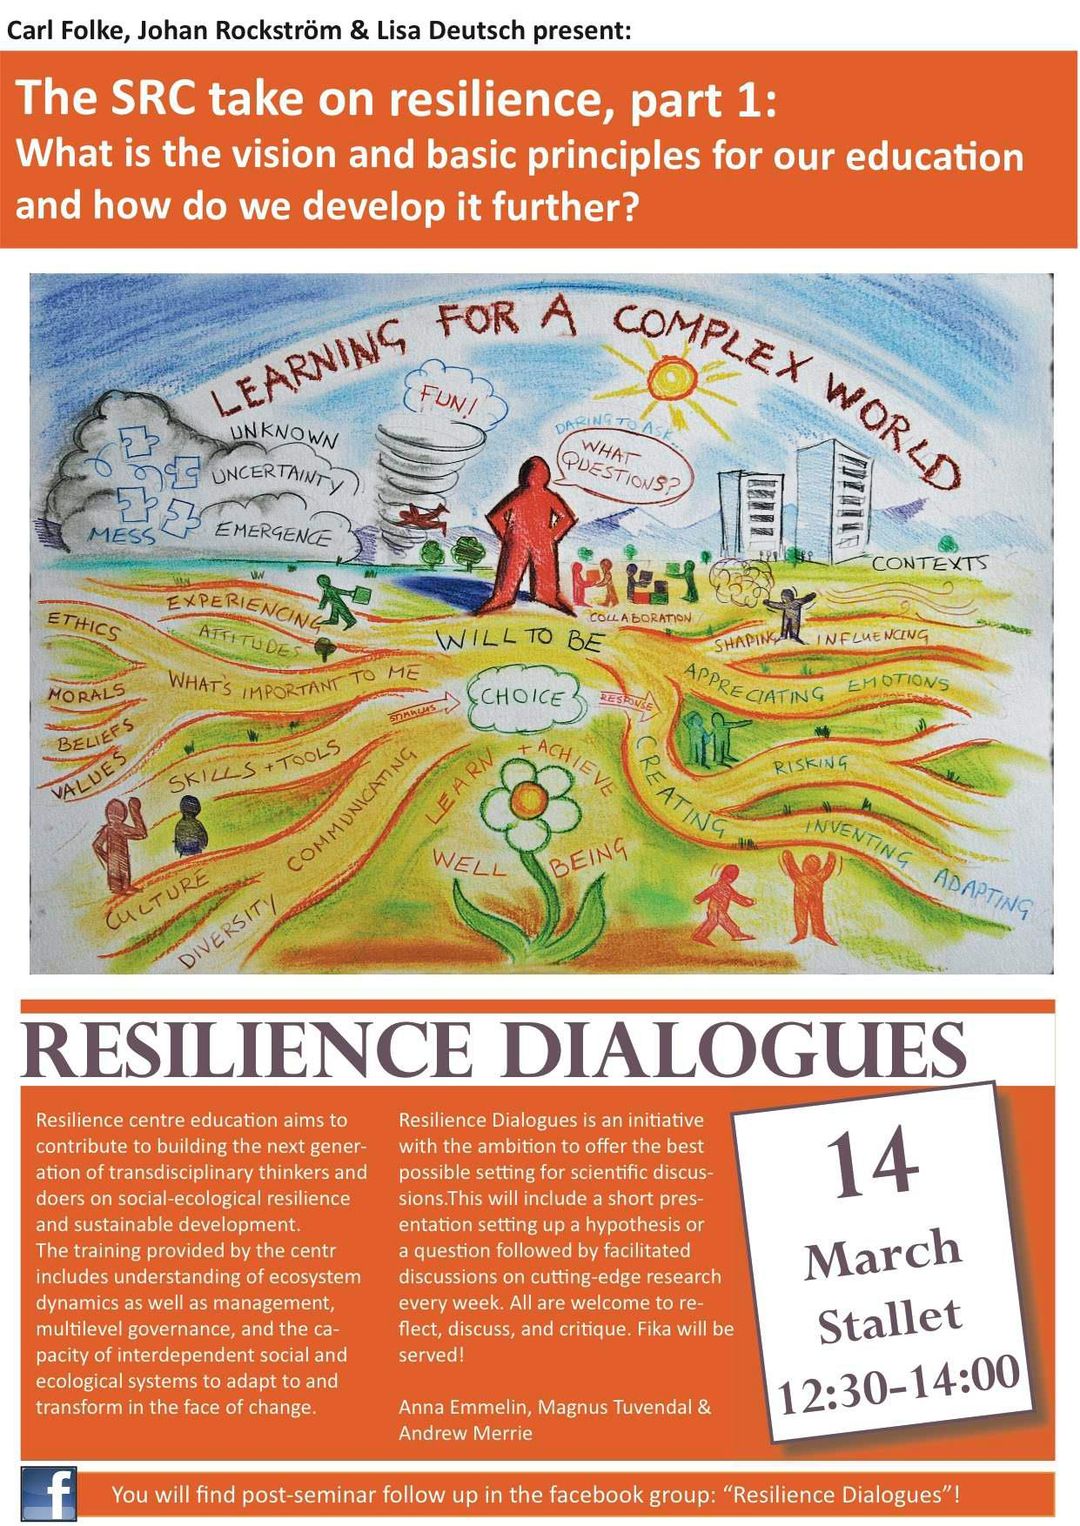 Carl Folke, Johan Rockström & Lisa Deutsch present:
The SRC take on resilience, part 1:
What is the vision and basic principles for our education
and how do we develop it further?
LEARNING FOR A COMPLEX WORLD
FUN!
UNKNOWN
UNCERTAINTY
EMERGENCE
MESS
DARING TO ASK...
WHAT
QUESTIONS?
CONTEXTS
EXPERIENCING
ETHICS
ATTITUDES
COLLABORATION
WILL TO BE
SHAPING
INFLUENCING
WHAT'S IMPORTANT TO ME
MORALS
STIMULUS
CHOICE
RESPONSE
APPRECIATING EMOTIONS
BELIEFS
VALUES
SKILLS + TOOLS
COMMUNICATING
LEARN + ACHIEVE
CREATING
RISKING
INVENTING
ADAPTING
WELL BEING
CULTURE
DIVERSITY
RESILIENCE DIALOGUES
Resilience centre education aims to
contribute to building the next gener-
ation of transdisciplinary thinkers and
doers on social-ecological resilience
and sustainable development.
The training provided by the centr
includes understanding of ecosystem
dynamics as well as management,
multilevel governance, and the ca-
pacity of interdependent social and
ecological systems to adapt to and
transform in the face of change.
Resilience Dialogues is an initiative
with the ambition to offer the best
possible setting for scientific discus-
sions.This will include a short pres-
entation setting up a hypothesis or
a question followed by facilitated
discussions on cutting-edge research
every week. All are welcome to re-
flect, discuss, and critique. Fika will be
served!
Anna Emmelin, Magnus Tuvendal &
Andrew Merrie
14
March
Stallet
12:30-14:00
f
You will find post-seminar follow up in the facebook group: “Resilience Dialogues”!